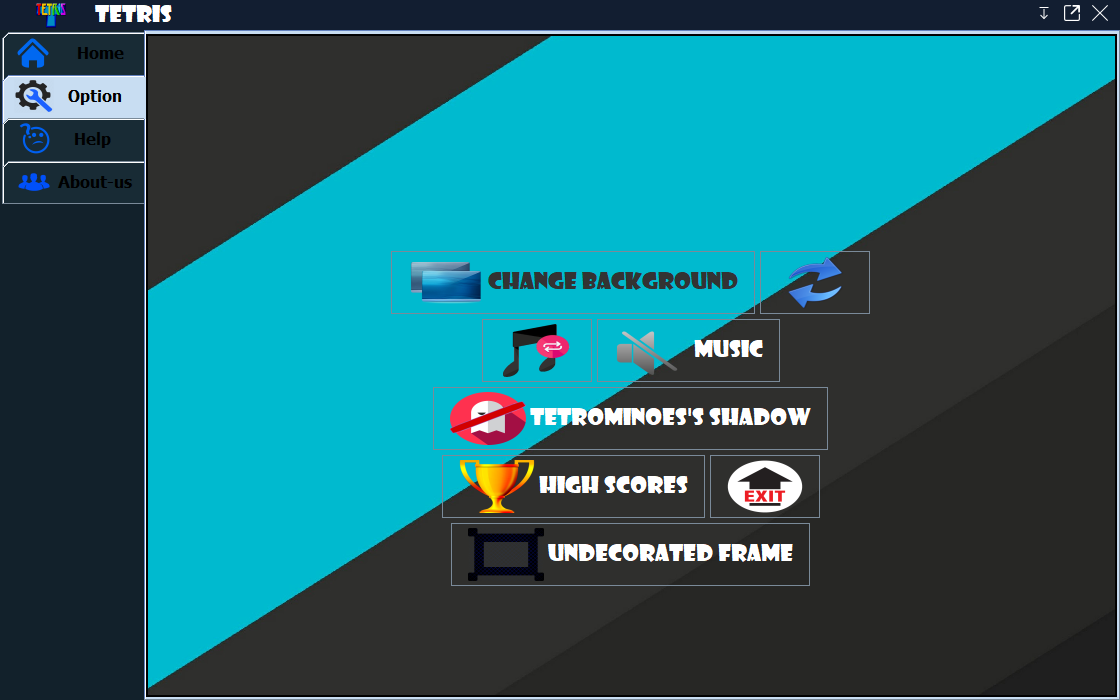 TETRIS
TETRIS
Home
Option
Help
About-us
CHANGE BACKGROUND
MUSIC
TETROMINOES'S SHADOW
HIGH SCORES
EXIT
UNDECORATED FRAME